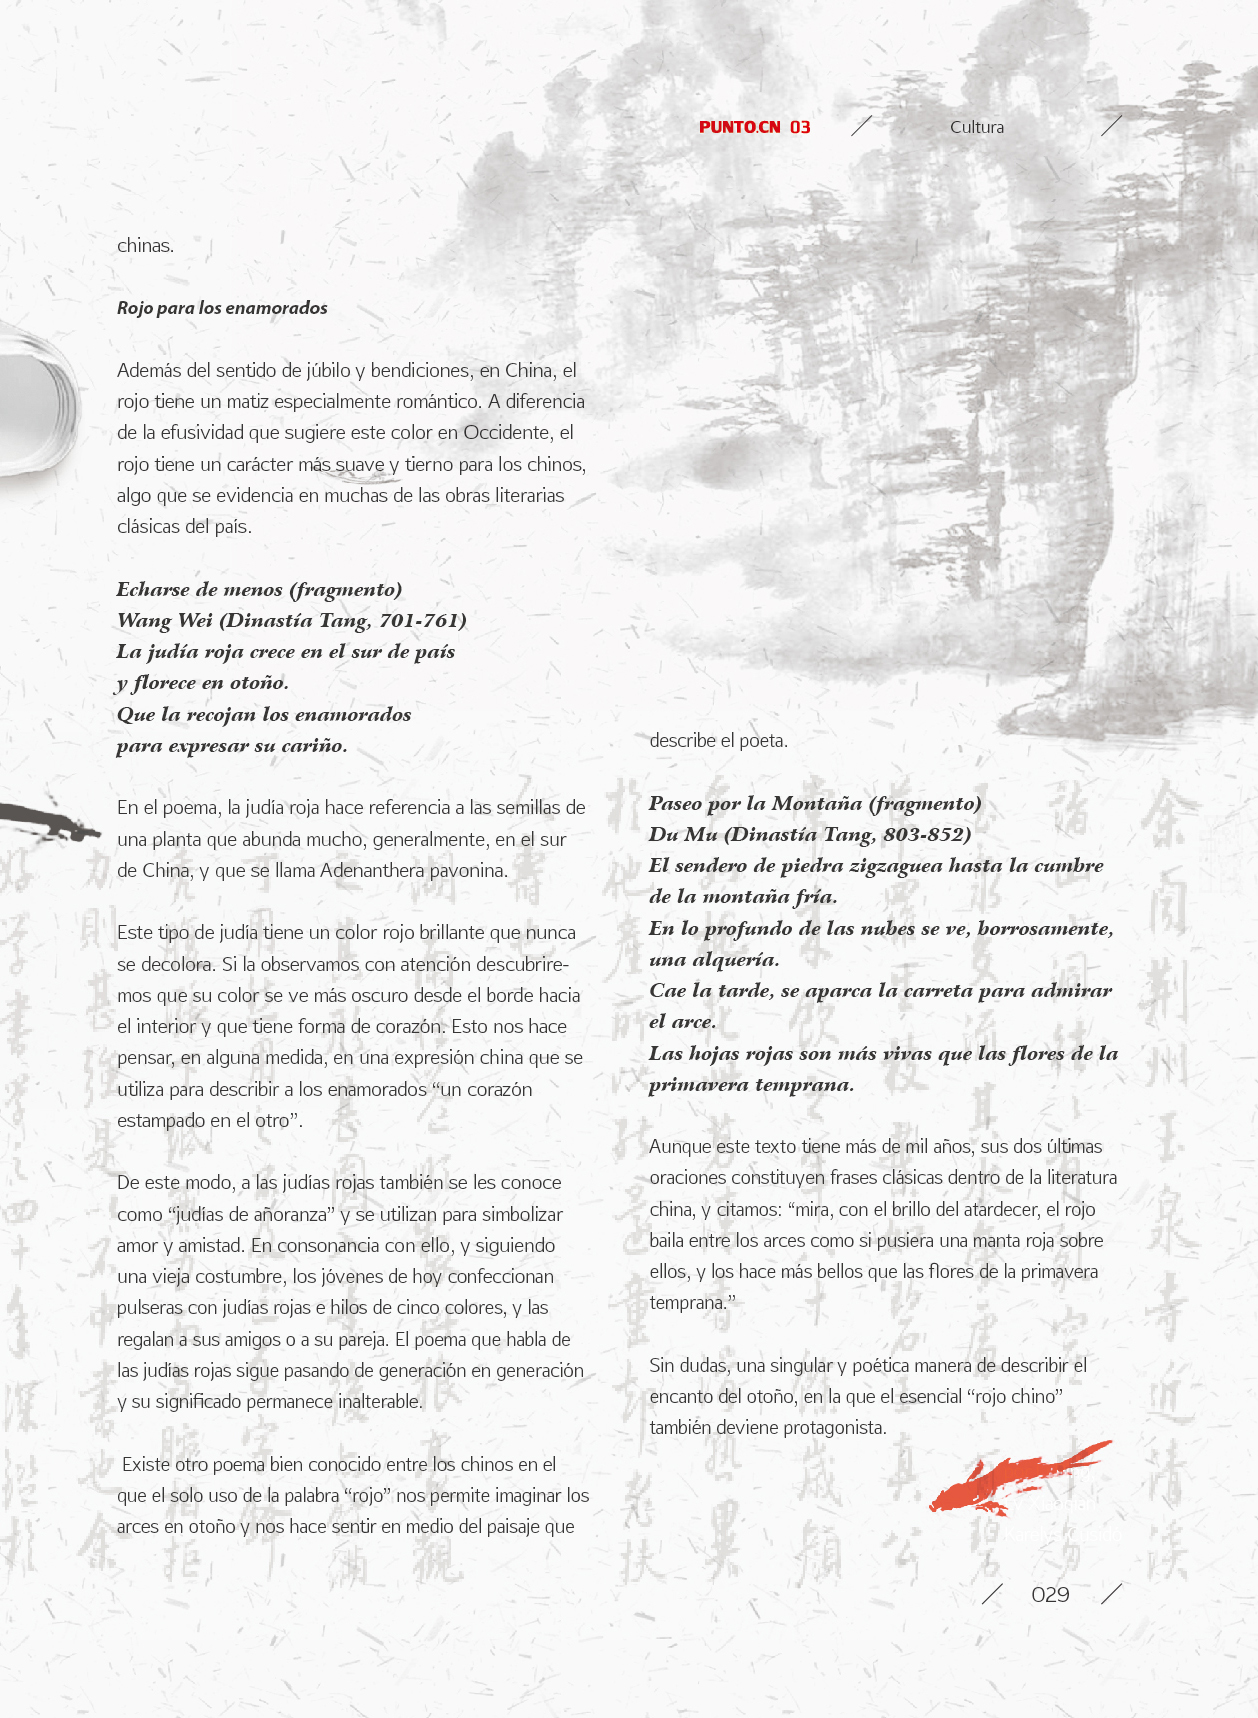 PUNTO.CN 03
Cultura
chinas.
Rojo para los enamorados
Además del sentido de júbilo y bendiciones, en China, el
rojo tiene un matiz especialmente romántico. A diferencia
de la efusividad que sugiere este color en Occidente, el
rojo tiene un carácter más suave y tierno para los chinos,
algo que se evidencia en muchas de las obras literarias
clásicas del país.
Echarse de menos (fragmento)
Wang Wei (Dinastía Tang, 701-761)
La judía roja crece en el sur de país
y florece en otoño.
Que la recojan los enamorados
para expresar su cariño.
En el poema, la judía roja hace referencia a las semillas de
una planta que abunda mucho, generalmente, en el sur
de China, y que se llama Adenanthera pavonina.
Este tipo de judía tiene un color rojo brillante que nunca
se decolora. Si la observamos con atención descubrire-
mos que su color se ve más oscuro desde el borde hacia
el interior y que tiene forma de corazón. Esto nos hace
pensar, en alguna medida, en una expresión china que se
utiliza para describir a los enamorados “un corazón
estampado en el otro”.
De este modo, a las judías rojas también se les conoce
como “judías de añoranza” y se utilizan para simbolizar
amor y amistad. En consonancia con ello, y siguiendo
una vieja costumbre, los jóvenes de hoy confeccionan
pulseras con judías rojas e hilos de cinco colores, y las
regalan a sus amigos o a su pareja. El poema que habla de
las judías rojas sigue pasando de generación en generación
y su significado permanece inalterable.
Existe otro poema bien conocido entre los chinos en el
que el solo uso de la palabra “rojo” nos permite imaginar los
arces en otoño y nos hace sentir en medio del paisaje que
describe el poeta.
Paseo por la Montaña (fragmento)
Du Mu (Dinastía Tang, 803-852)
El sendero de piedra zigzaguea hasta la cumbre
de la montaña fría.
En lo profundo de las nubes se ve, borrosamente,
una alquería.
Cae la tarde, se aparca la carreta para admirar
el arce.
Las hojas rojas son más vivas que las flores de la
primavera temprana.
Aunque este texto tiene más de mil años, sus dos últimas
oraciones constituyen frases clásicas dentro de la literatura
china, y citamos: “mira, con el brillo del atardecer, el rojo
baila entre los arces como si pusiera una manta roja sobre
ellos, y los hace más bellos que las flores de la primavera
temprana.”
Sin dudas, una singular y poética manera de describir el
encanto del otoño, en la que el esencial “rojo chino”
también deviene protagonista.
029